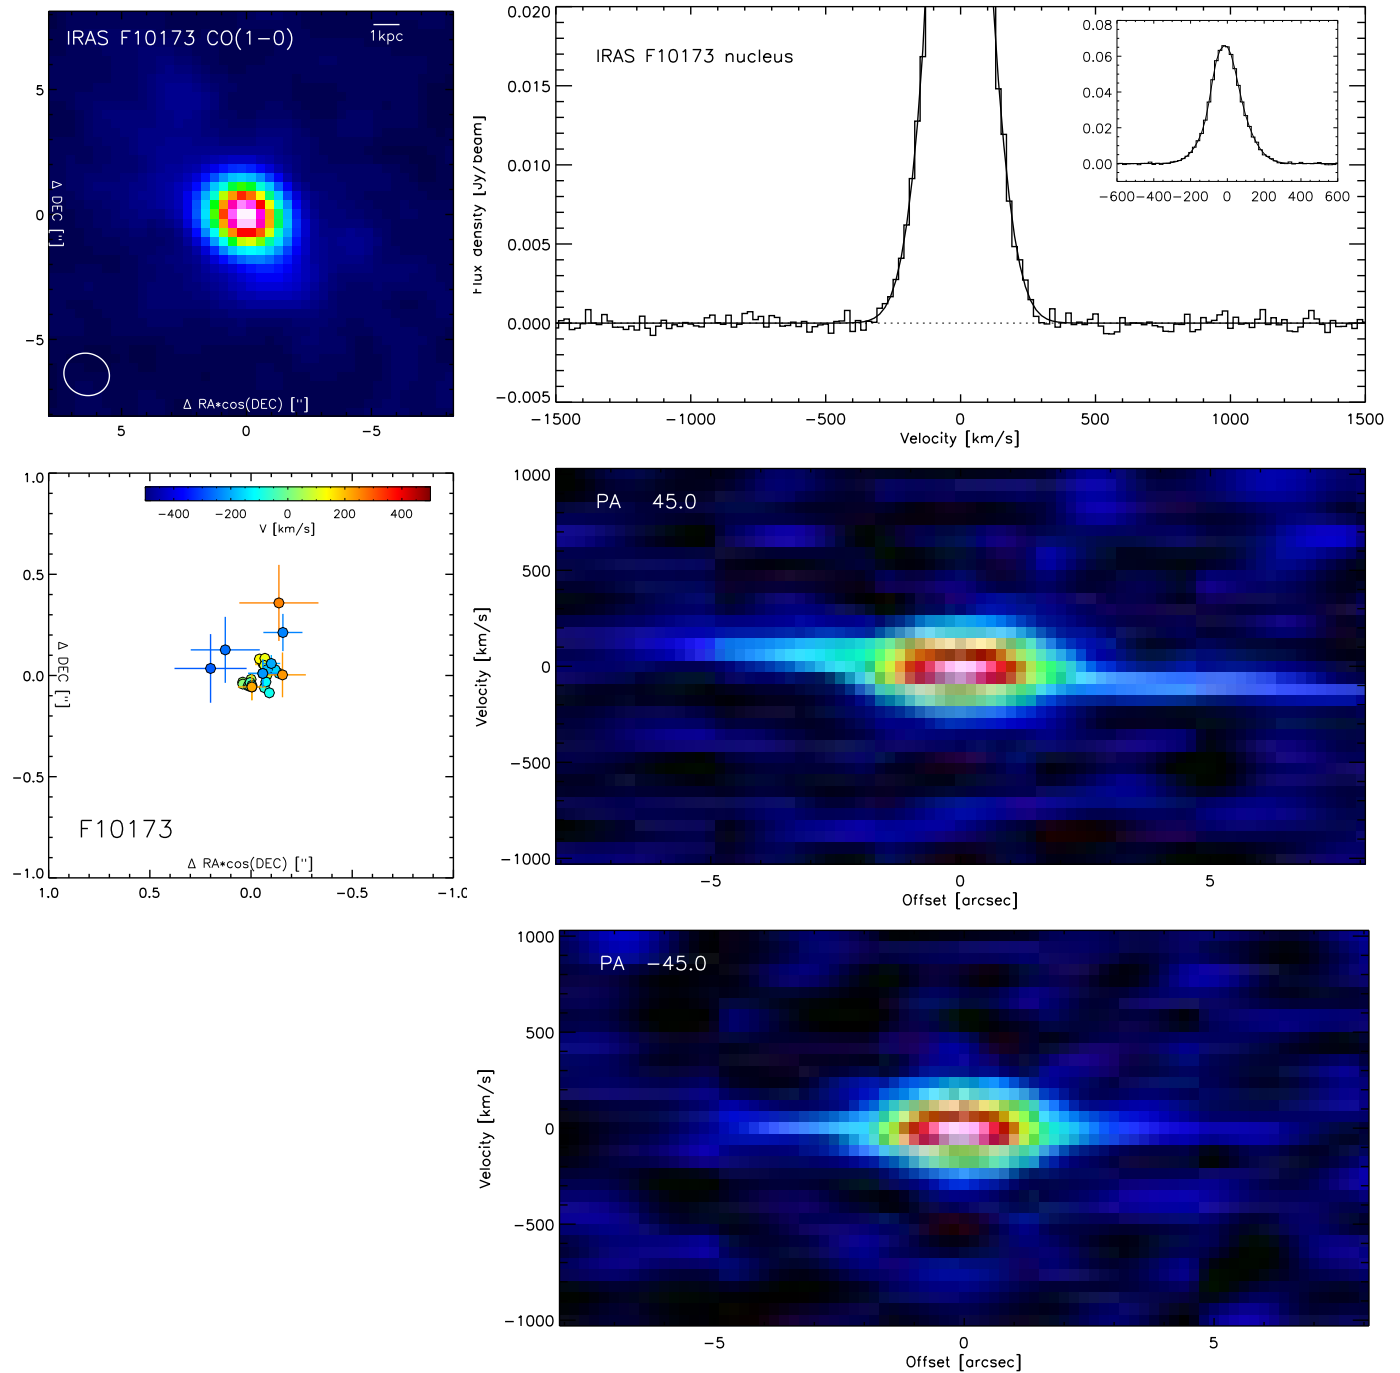 IRAS F10173 CO(1-0)
1kpc
5
0
-5
Δ DEC ["]
Δ RA*cos(DEC) ["]
5 0 -5
IRAS F10173 nucleus
0.020
0.015
0.010
0.005
0.000
-0.005
Flux density [Jy/beam]
-1500 -1000 -500 0 500 1000 1500
Velocity [km/s]
0.08
0.06
0.04
0.02
0.00
-600 -400 -200 0 200 400 600
1.0
0.5
0.0
-0.5
-1.0
Δ DEC ["]
-400 -200 0 200 400
V [km/s]
F10173
Δ RA*cos(DEC) ["]
1.0 0.5 0.0 -0.5 -1.0
PA 45.0
1000
500
0
-500
-1000
Velocity [km/s]
-5 0 5
Offset [arcsec]
PA -45.0
1000
500
0
-500
-1000
Velocity [km/s]
-5 0 5
Offset [arcsec]